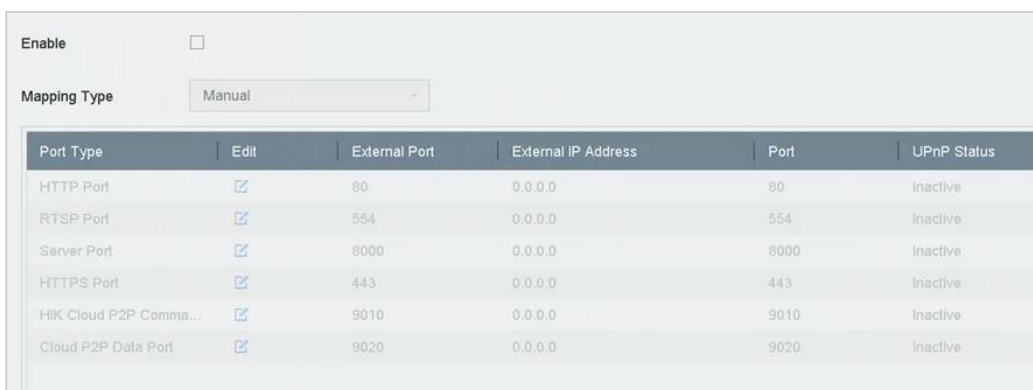 Enable
Mapping Type Manual
Port Type Edit External Port External IP Address Port UPnP Status
HTTP Port 80 0.0.0.0 80 Inactive
RTSP Port 554 0.0.0.0 554 Inactive
Server Port 8000 0.0.0.0 8000 Inactive
HTTPS Port 443 0.0.0.0 443 Inactive
HIK Cloud P2P Comma... 9010 0.0.0.0 9010 Inactive
Cloud P2P Data Port 9020 0.0.0.0 9020 Inactive